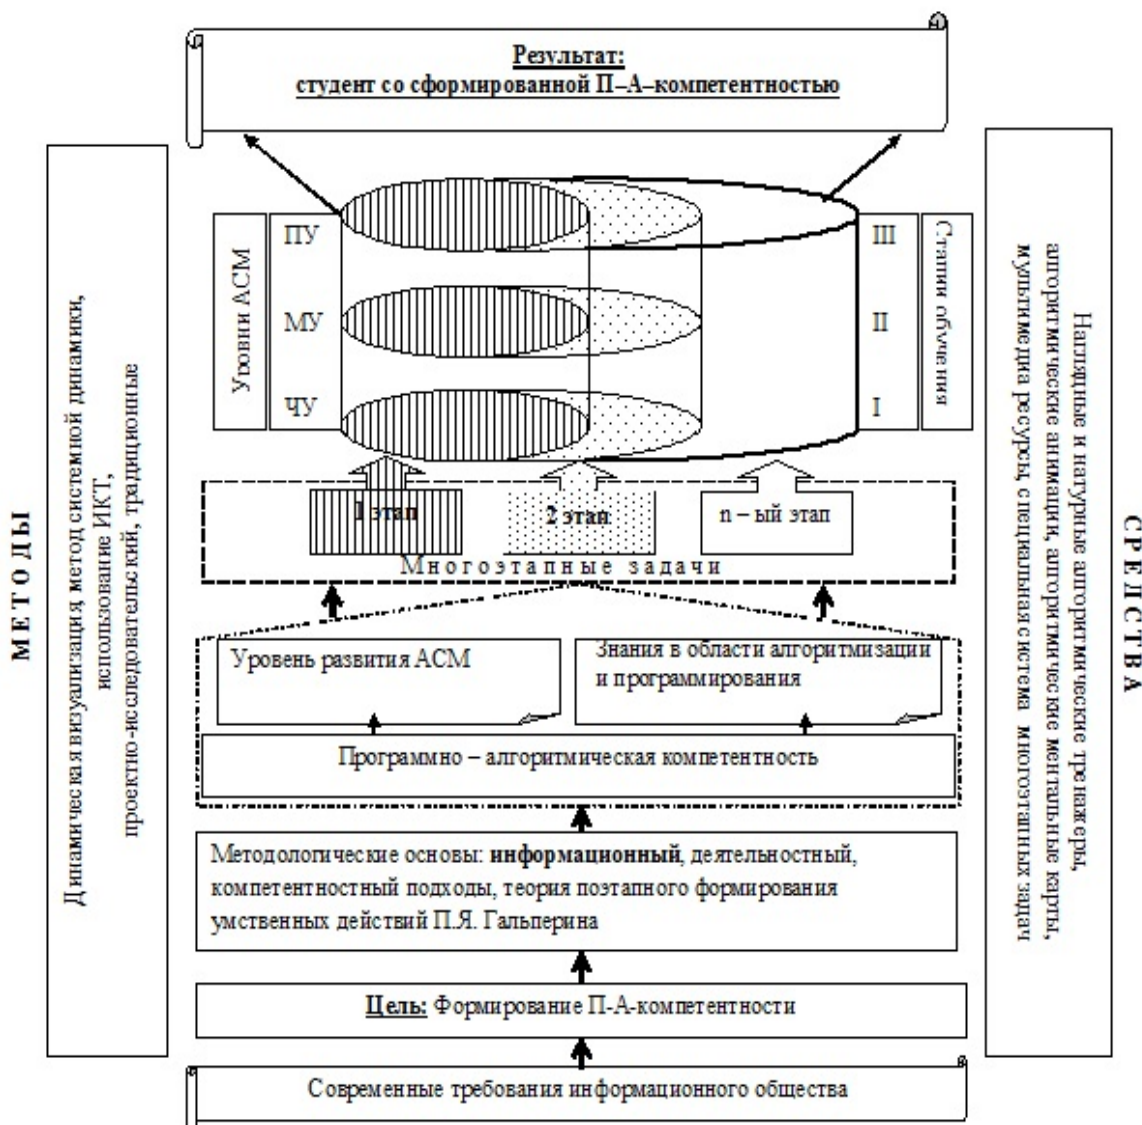 Результат:
студент со сформированной П–А–компетентностью
МЕТОДЫ
Динамическая визуализация, метод системной динамики,
использование ИКТ,
проектно-исследовательский, традиционные
Уровни АСМ
ПУ
МУ
ЧУ
III
II
I
Стадии обучения
1 этап
2 этап
n – ый этап
Многоэтапные задачи
Уровень развития АСМ
Знания в области алгоритмизации
и программирования
Программно – алгоритмическая компетентность
Методологические основы: информационный, деятельностный,
компетентностный подходы, теория поэтапного формирования
умственных действий П.Я. Гальперина
Цель: Формирование П-А-компетентности
Современные требования информационного общества
Наглядные и натурные алгоритмические тренажеры,
алгоритмические анимации, алгоритмические ментальные карты,
мультимедиа ресурсы, специальная система многоэтапных задач
СРЕДСТВА